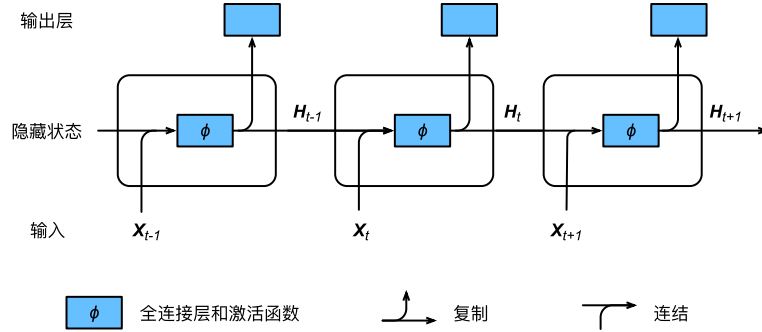 输出层
隐藏状态
ϕ
H_{t-1}
ϕ
H_t
ϕ
H_{t+1}
输入
X_{t-1}
X_t
X_{t+1}
ϕ
全连接层和激活函数
复制
连结